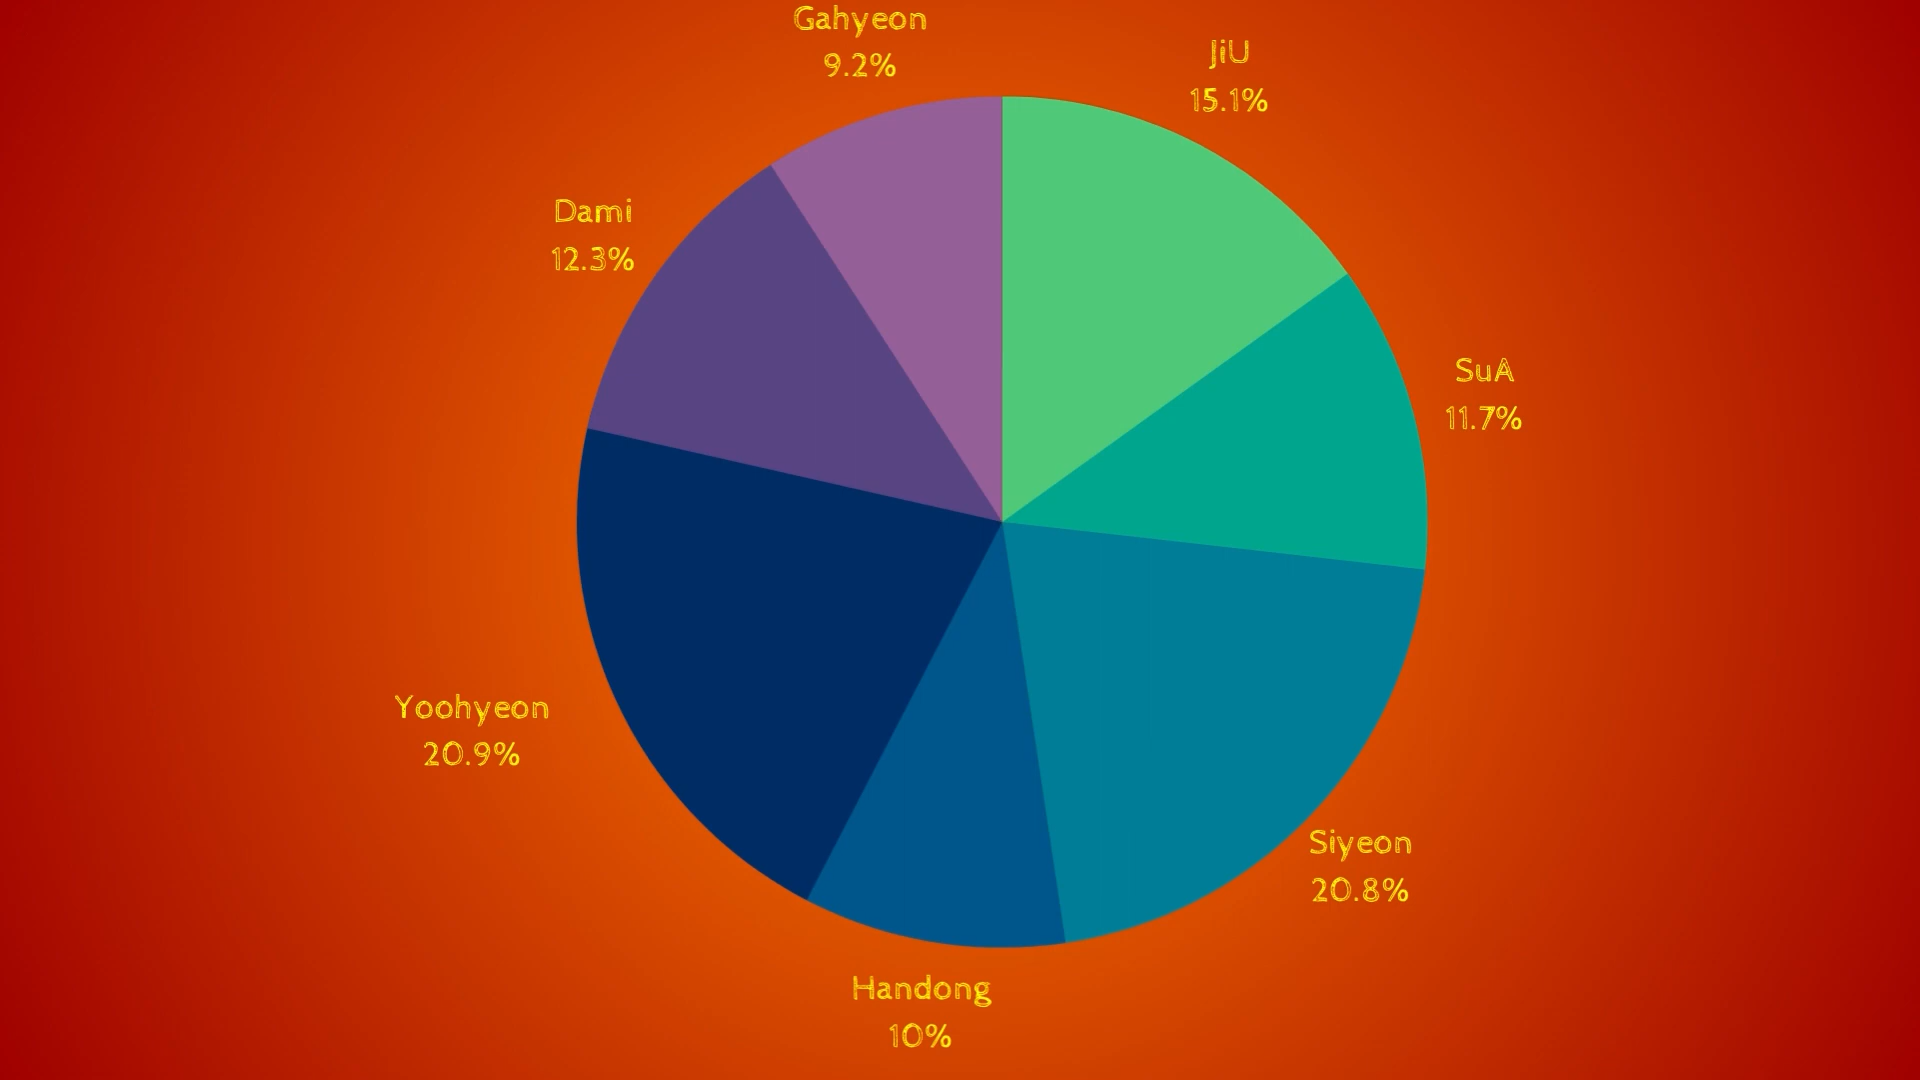 Gahyeon
9.2%
JiU
15.1%
Dami
12.3%
SuA
11.7%
Yoohyeon
20.9%
Siyeon
20.8%
Handong
10%